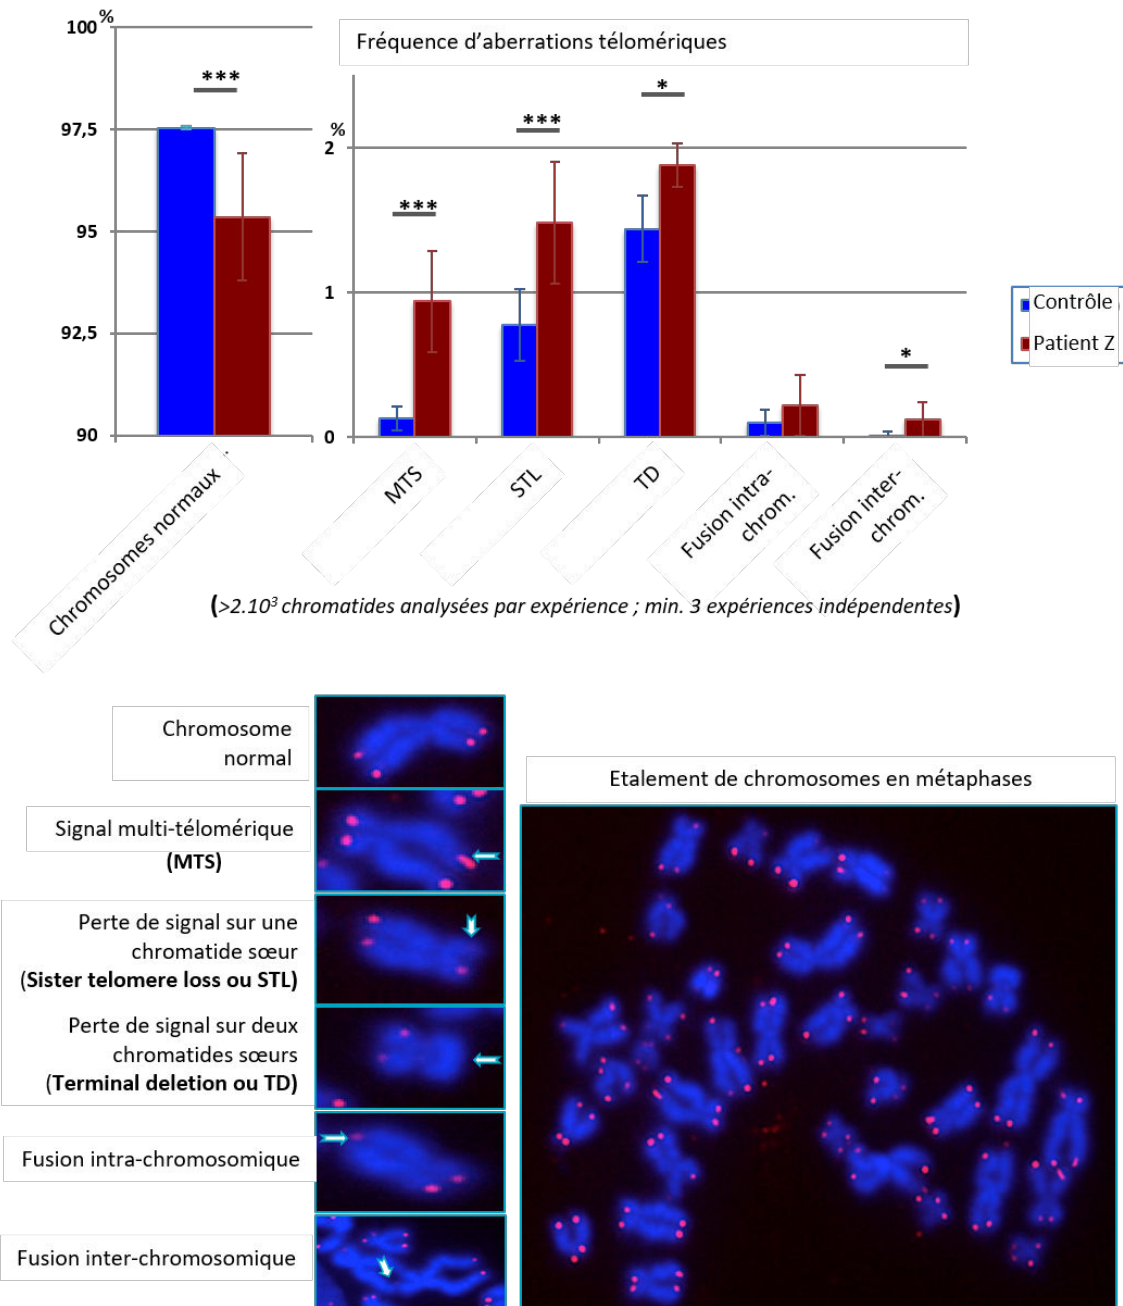 %
100
97,5
95
92,5
90
***
Chromosomes normaux
Fréquence d'aberrations télomériques
%
2
1
0
***
***
*
*
MTS
STL
TD
Fusion intra-
chrom.
Fusion inter-
chrom.
Contrôle
Patient Z
(>2.10³ chromatides analysées par expérience ; min. 3 expériences indépendentes)
Chromosome
normal
Signal multi-télomérique
(MTS)
Perte de signal sur une
chromatide sœur
(Sister telomere loss ou STL)
Perte de signal sur deux
chromatides sœurs
(Terminal deletion ou TD)
Fusion intra-chromosomique
Fusion inter-chromosomique
Etalement de chromosomes en métaphases